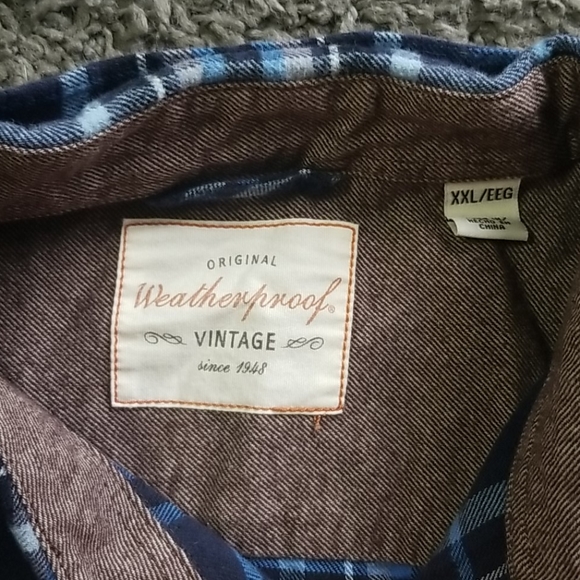 ORIGINAL
Weatherproof®
VINTAGE
since 1948
XXL/EEG
CHINA